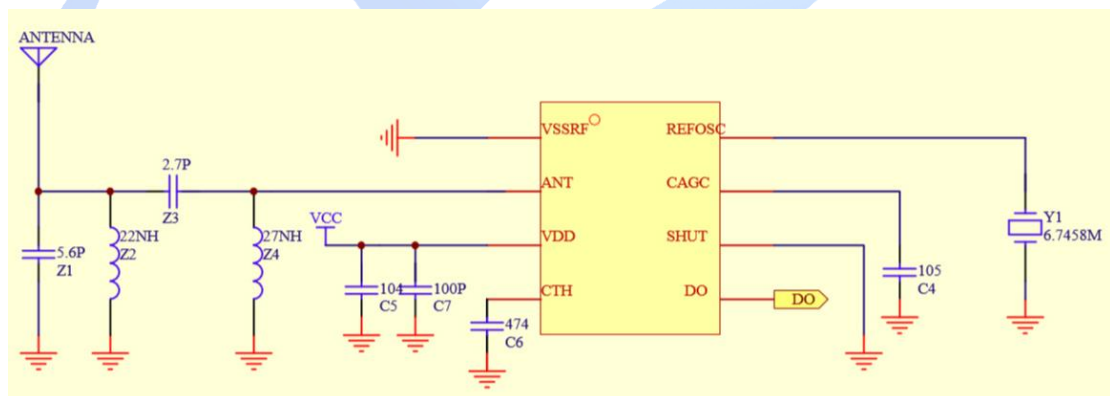 ANTENNA
VSSRF
REFOSC
2.7P
Z3
ANT
CAGC
VCC
Y1
6.7458M
22NH
Z2
27NH
Z4
VDD
SHUT
5.6P
Z1
105
C4
104
C5
100P
C7
CTH
DO
DO
474
C6